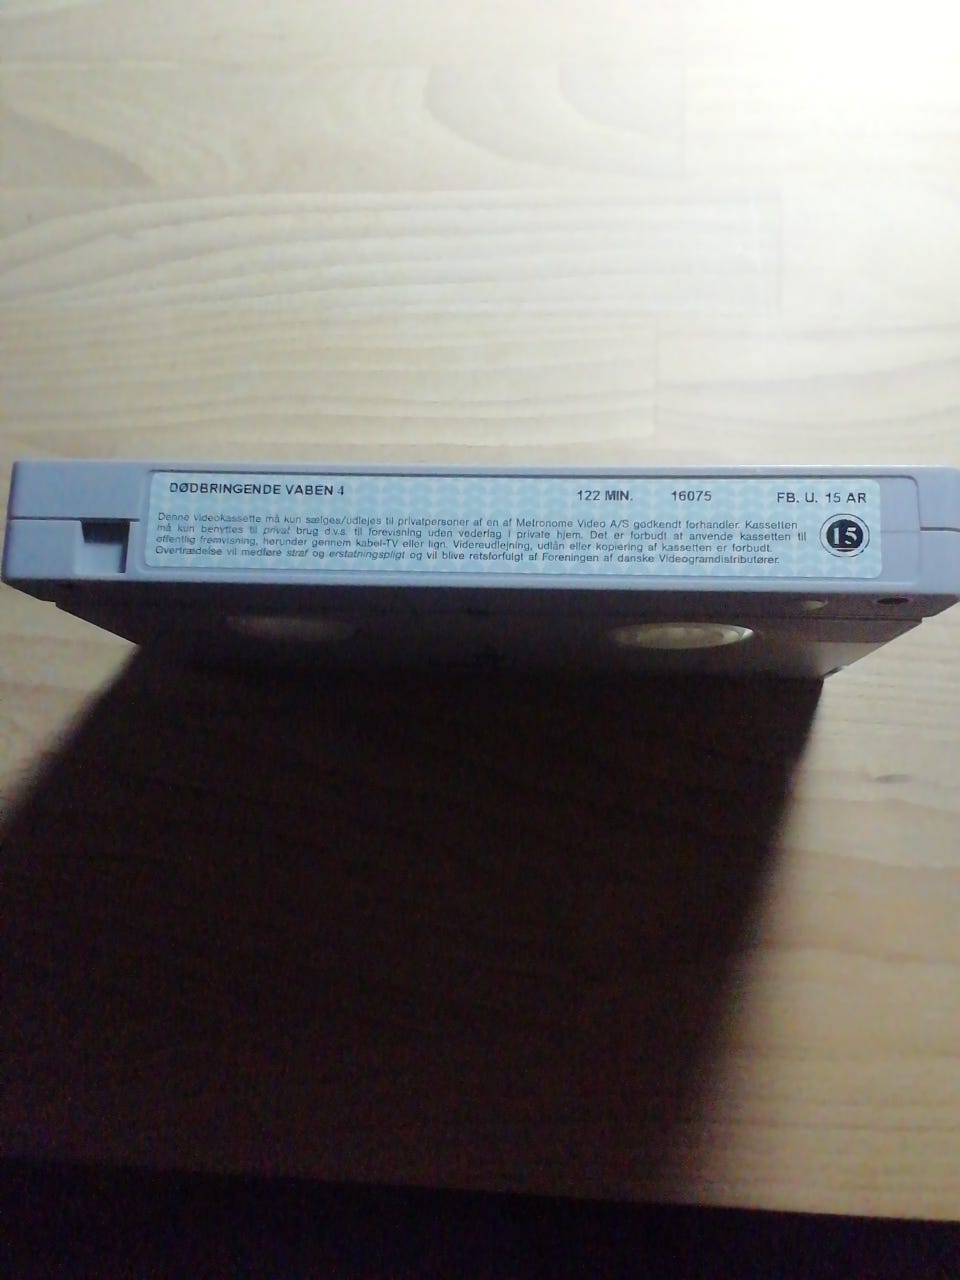 DØDBRINGENDE VABEN 4 122 MIN. 16075 FB. U. 15 AR
Denne videokassette må kun sælges/udlejes til privatpersoner af en af Metronome Video A/S godkendt forhandler. Kassetten
må kun benyttes til privat brug d.v.s. til forevisning uden vederlag i private hjem. Det er forbudt at anvende kassetten til
offentlig fremvisning, herunder gennem kabel-TV eller lign. Videreudlejning, udlån eller kopiering af kassetten er forbudt.
Overtrædelse vil medføre straf og erstatningspligt og vil blive retsforfulgt af Foreningen af danske Videogramdistributører.
15